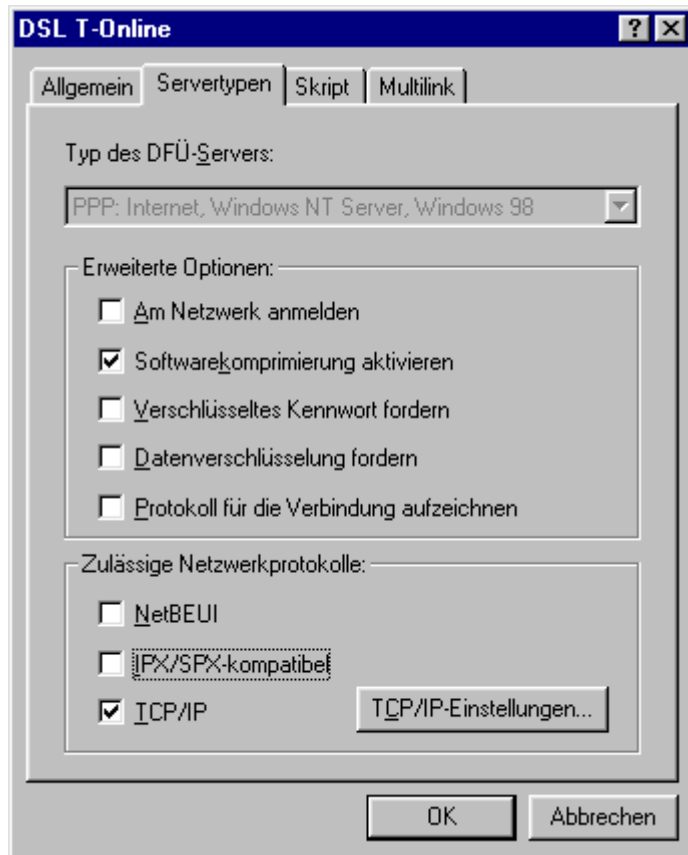 DSL T-Online
Allgemein Servertypen Skript Multilink
Typ des DFÜ-Servers:
PPP: Internet, Windows NT Server, Windows 98
Erweiterte Optionen:
Am Netzwerk anmelden
Softwarekomprimierung aktivieren
Verschlüsseltes Kennwort fordern
Datenverschlüsselung fordern
Protokoll für die Verbindung aufzeichnen
Zulässige Netzwerkprotokolle:
NetBEUI
IPX/SPX-kompatibel
TCP/IP TCP/IP-Einstellungen...
OK Abbrechen